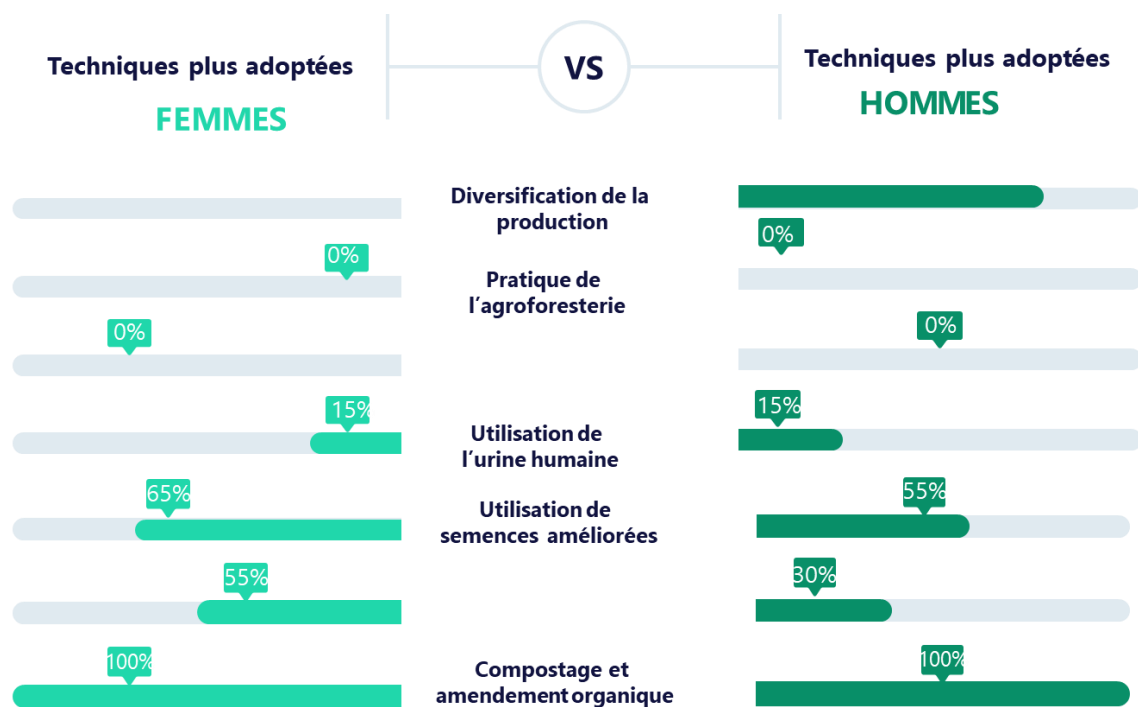 Techniques plus adoptées
FEMMES
VS
Techniques plus adoptées
HOMMES
Diversification de la
production
0%
0%
Pratique de
l’agroforesterie
0%
0%
15%
Utilisation de
l’urine humaine
15%
65%
Utilisation de
semences améliorées
55%
55%
30%
100%
Compostage et
amendement organique
100%